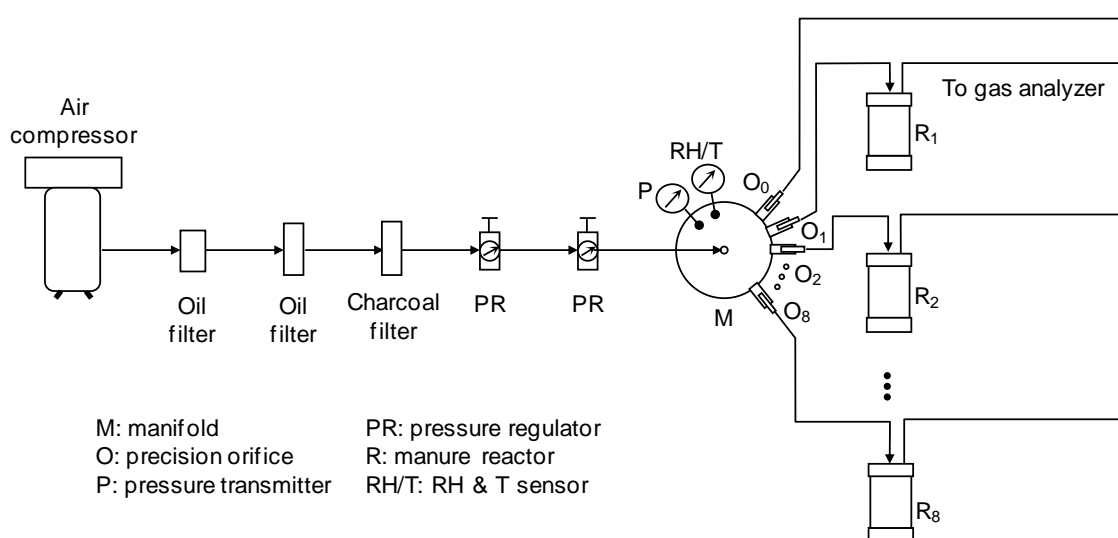 Air
compressor
Oil
filter
Oil
filter
Charcoal
filter
PR
PR
P
RH/T
M
O0
O1
O2
O8
To gas analyzer
R1
R2
R8
M: manifold
O: precision orifice
P: pressure transmitter
PR: pressure regulator
R: manure reactor
RH/T: RH & T sensor